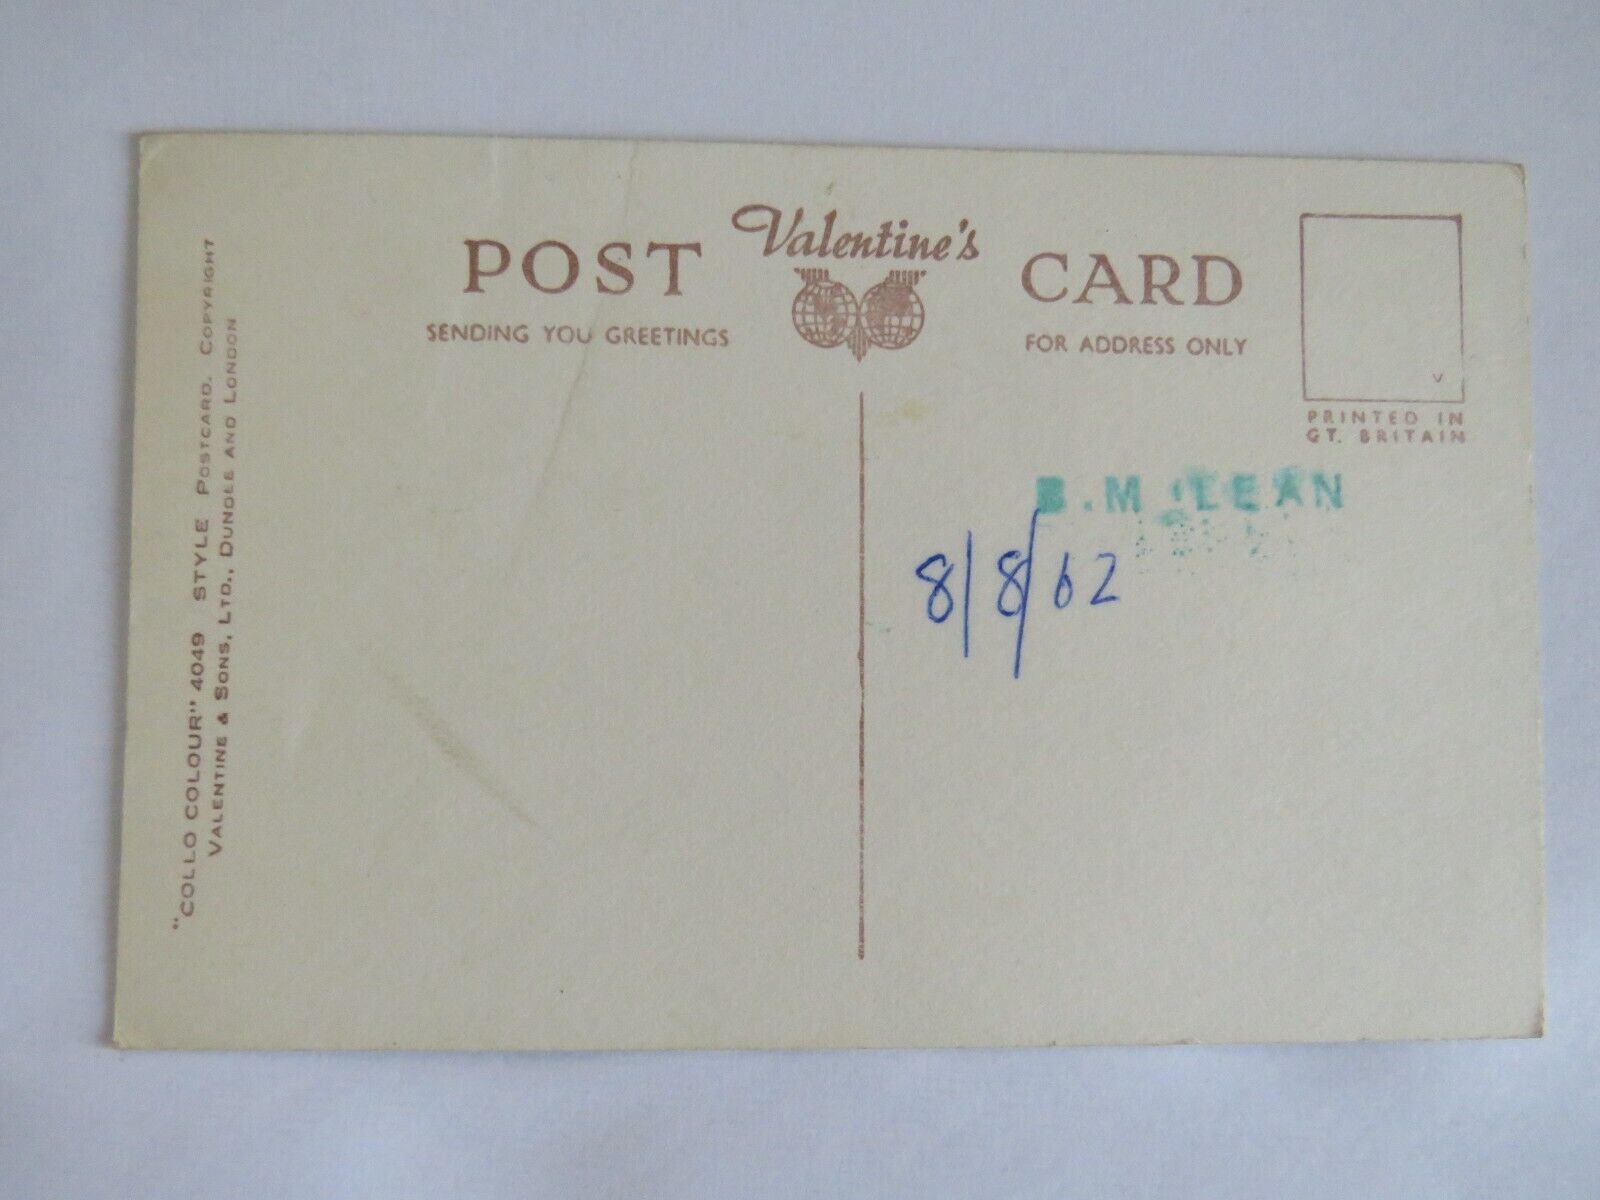 Valentine's
POST CARD
SENDING YOU GREETINGS
FOR ADDRESS ONLY
V
PRINTED IN
GT. BRITAIN
B. M LEAN
8/8/62
"COLLO COLOUR" 4049 STYLE POSTCARD. COPYRIGHT
VALENTINE & SONS, LTD., DUNDEE AND LONDON